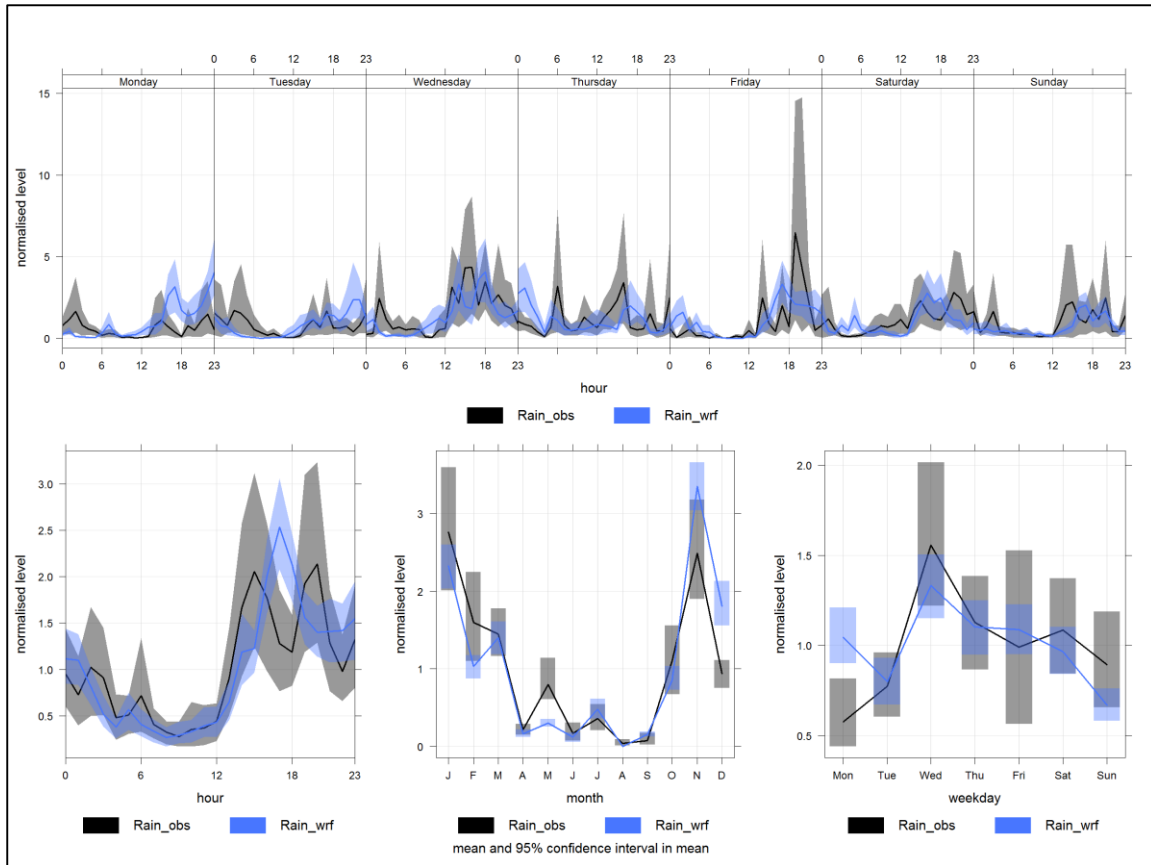 0 6 12 18 23 0 6 12 18 23 0 6 12 18 23
Monday Tuesday Wednesday Thursday Friday Saturday Sunday
15
10
5
0
normalised level
0 6 12 18 0 6 12 18 23 0 6 12 18 23 0 6 12 18 23
hour
Rain_obs Rain_wrf
3.0
2.5
2.0
1.5
1.0
0.5
normalised level
0 6 12 18 23
hour
Rain_obs Rain_wrf
3
2
1
0
normalised level
J F M A M J J A S O N D
month
Rain_obs Rain_wrf
mean and 95% confidence interval in mean
2.0
1.5
1.0
0.5
normalised level
Mon Tue Wed Thu Fri Sat Sun
weekday
Rain_obs Rain_wrf